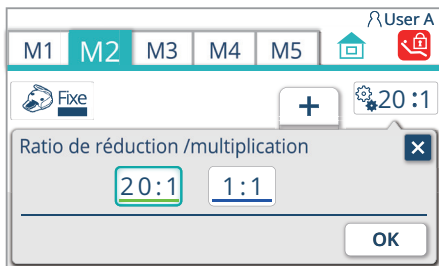 User A
M1 M2 M3 M4 M5
Fixe + 20:1
Ratio de réduction /multiplication
20:1 1:1
OK